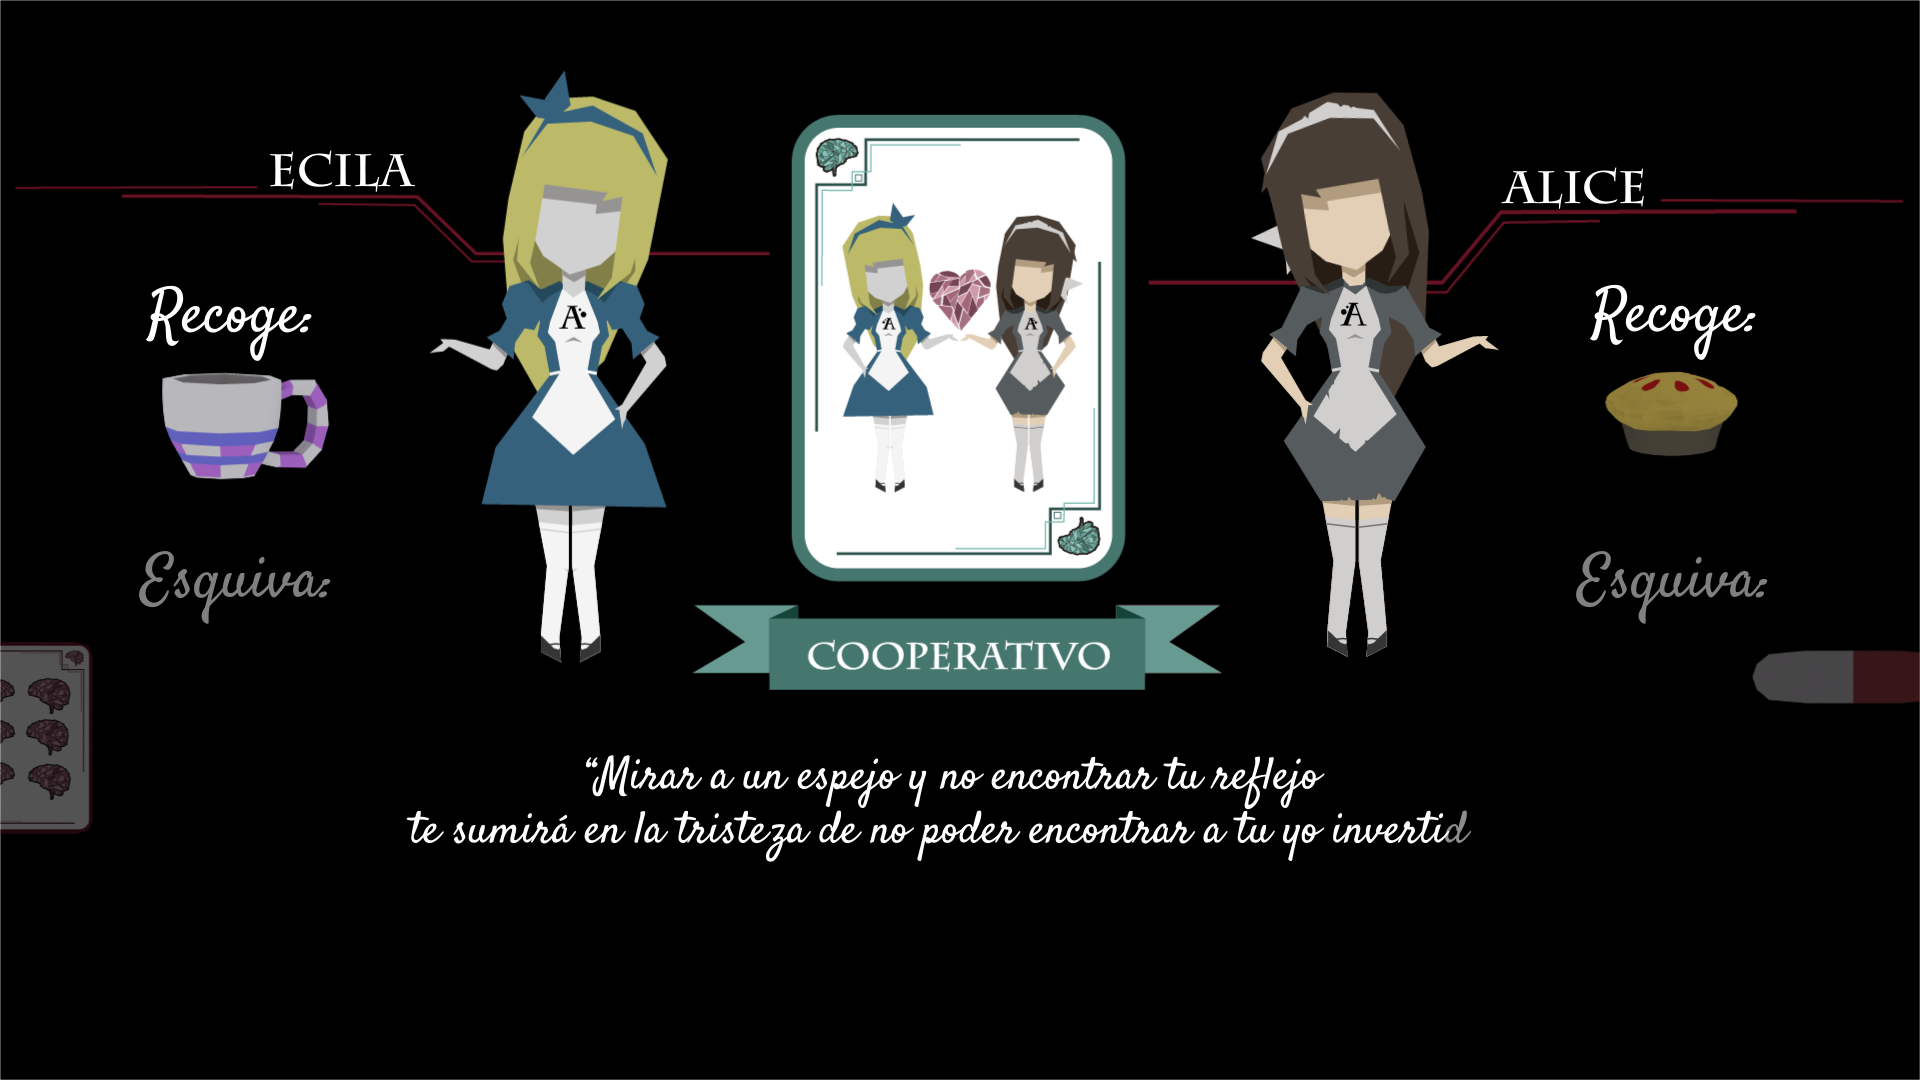 ECILA
ALICE
Recoge:
Recoge:
A
A
A
A
Esquiva:
Esquiva:
COOPERATIVO
“Mirar a un espejo y no encontrar tu reflejo
te sumirá en la tristeza de no poder encontrar a tu yo invertid